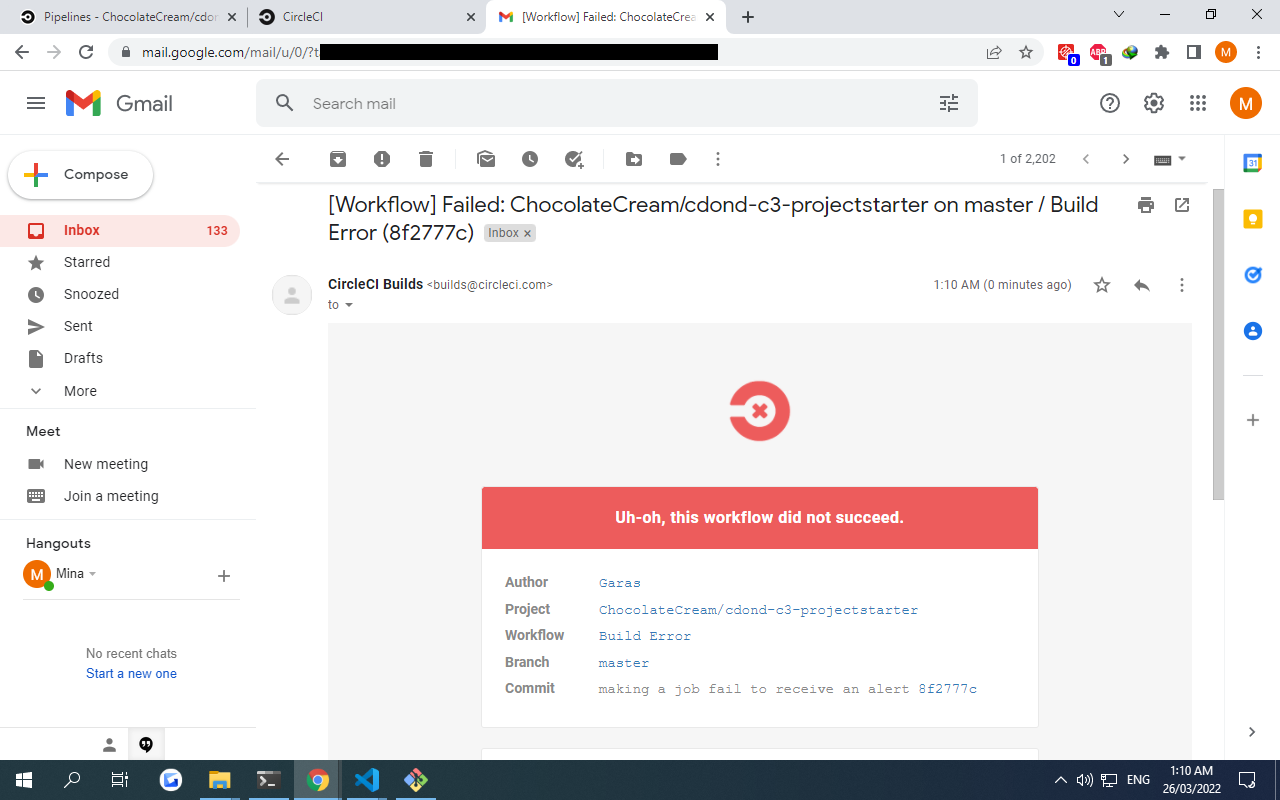 Pipelines - ChocolateCream/cdon
CircleCI
[Workflow] Failed: ChocolateCrea
mail.google.com/mail/u/0/?t
0
ABP
1
M
Gmail
Search mail
M
Compose
1 of 2,202
31
[Workflow] Failed: ChocolateCream/cdond-c3-projectstarter on master / Build
Error (8f2777c) Inbox ×
Inbox 133
Starred
Snoozed
Sent
Drafts
More
CircleCI Builds <builds@circleci.com>
1:10 AM (0 minutes ago)
to
Meet
New meeting
Join a meeting
Hangouts
M Mina
No recent chats
Start a new one
Uh-oh, this workflow did not succeed.
Author Garas
Project ChocolateCream/cdond-c3-projectstarter
Workflow Build Error
Branch master
Commit making a job fail to receive an alert 8f2777c
ENG
1:10 AM
26/03/2022